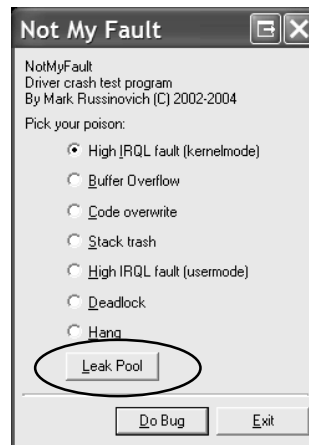 Not My Fault
NotMyFault
Driver crash test program
By Mark Russinovich (C) 2002-2004
Pick your poison:
High IRQL fault (kernelmode)
Buffer Overflow
Code overwrite
Stack trash
High IRQL fault (usermode)
Deadlock
Hang
Leak Pool
Do Bug
Exit